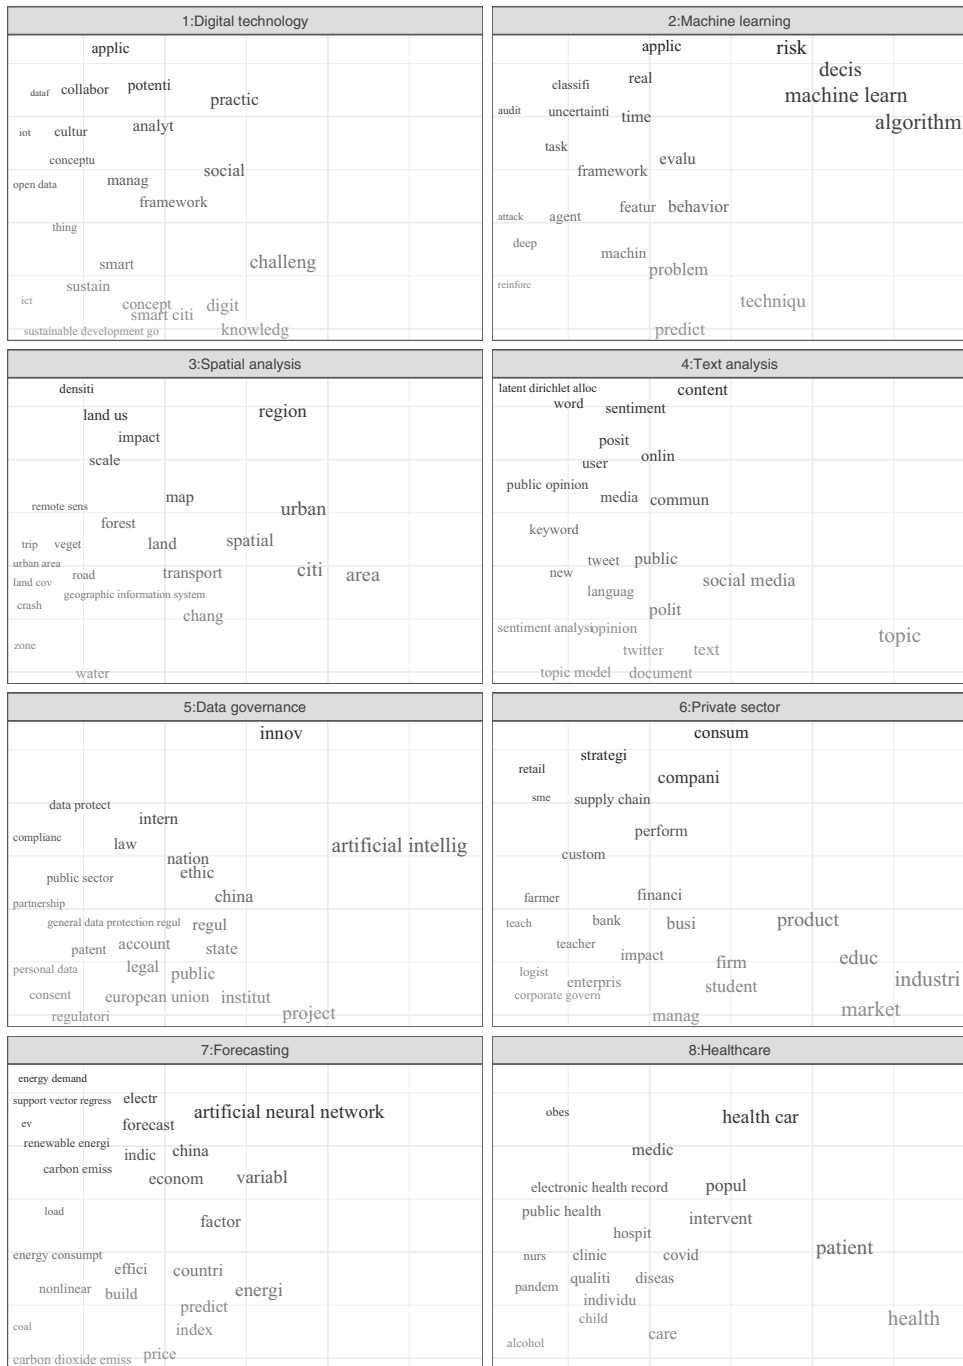 1:Digital technology
applic
dataf collabor potenti
practic
iot cultur analyt
conceptu
open data manag social
framework
thing
smart challeng
sustain
ict concept digit
smart citi
sustainable development go knowledg
2:Machine learning
applic risk
classifi real decis
machine learn
audit uncertainti time algorithm
task
framework evalu
attack agent featur behavior
deep machin
problem
reinforc
techniqu
predict
3:Spatial analysis
densiti
land us region
impact
scale
remote sens map urban
forest
trip veget land spatial
urban area road transport citi area
land cov
geographic information system
crash chang
zone
water
4:Text analysis
latent dirichlet alloc content
word sentiment
posit
user onlin
public opinion media commun
keyword
tweet public
new social media
languag
polit
sentiment analysi opinion topic
twitter text
topic model document
5:Data governance
innov
data protect
intern
complianc law artificial intellig
nation
public sector ethic
partnership china
general data protection regul regul
patent account state
personal data legal public
consent european union institut
regulatori project
6:Private sector
consum
strategi
retail compani
sme supply chain
perform
custom
farmer financi
teach bank busi product
teacher
impact firm educ
logist enterpris student industri
corporate govern
manag market
7:Forecasting
energy demand
support vector regress electr
artificial neural network
ev forecast
renewable energi indic china
carbon emiss econom variabl
load factor
energy consumpt
effici countri
nonlinear build energi
predict
coal index
carbon dioxide emiss price
8:Healthcare
obes health car
medic
electronic health record popul
public health intervent
hospit
nurs clinic covid patient
pandem qualiti diseas
individu
child health
alcohol care